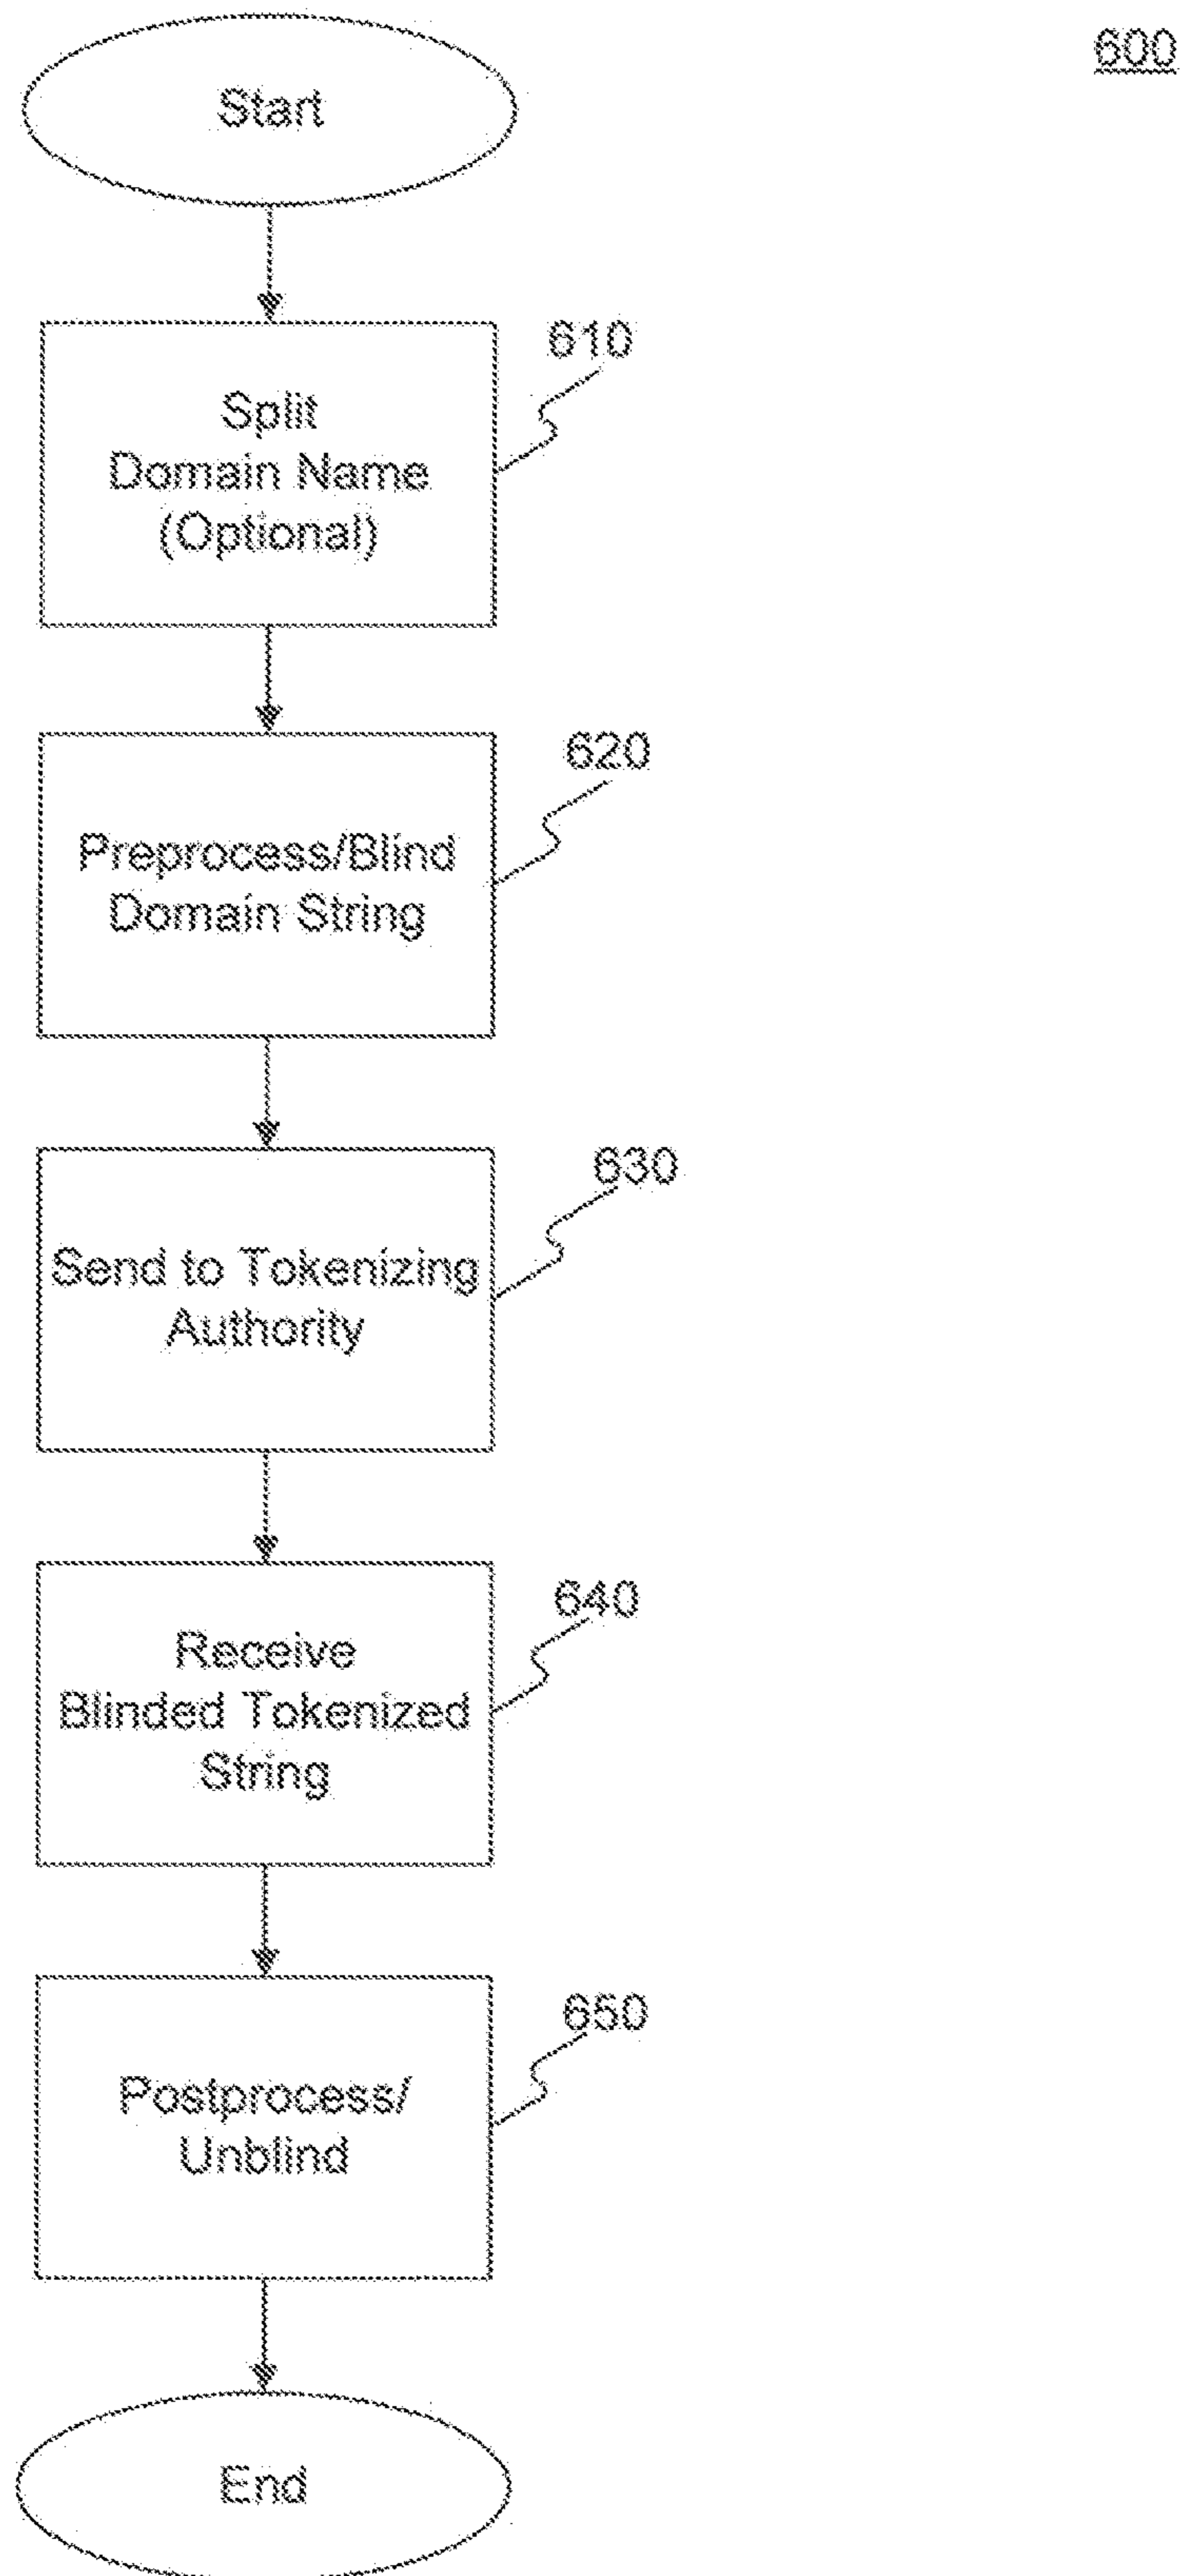 600
Start
610
Split
Domain Name
(Optional)
620
Preprocess/Blind
Domain String
630
Send to Tokenizing
Authority
640
Receive
Blinded Tokenized
String
650
Postprocess/
Unblind
End